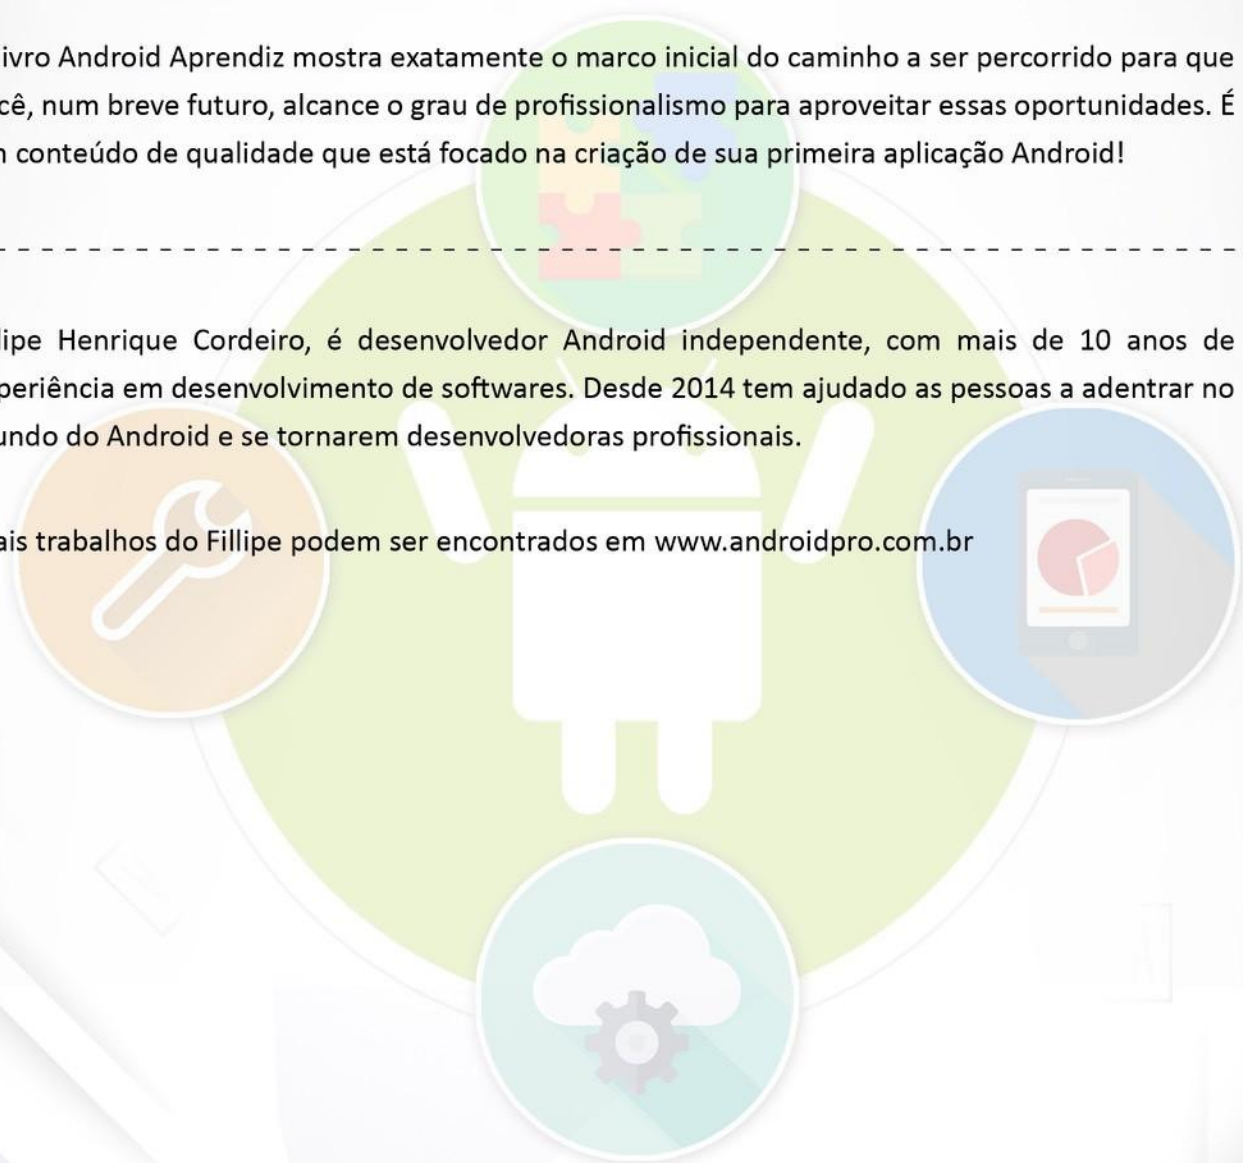 ivro Android Aprendiz mostra exatamente o marco inicial do caminho a ser percorrido para que
cê, num breve futuro, alcance o grau de profissionalismo para aproveitar essas oportunidades. É
conteúdo de qualidade que está focado na criação de sua primeira aplicação Android!
lipe Henrique Cordeiro, é desenvolvedor Android independente, com mais de 10 anos de
periência em desenvolvimento de softwares. Desde 2014 tem ajudado as pessoas a adentrar no
undo do Android e se tornarem desenvolvedoras profissionais.
ais trabalhos do Fillipe podem ser encontrados em www.androidpro.com.br